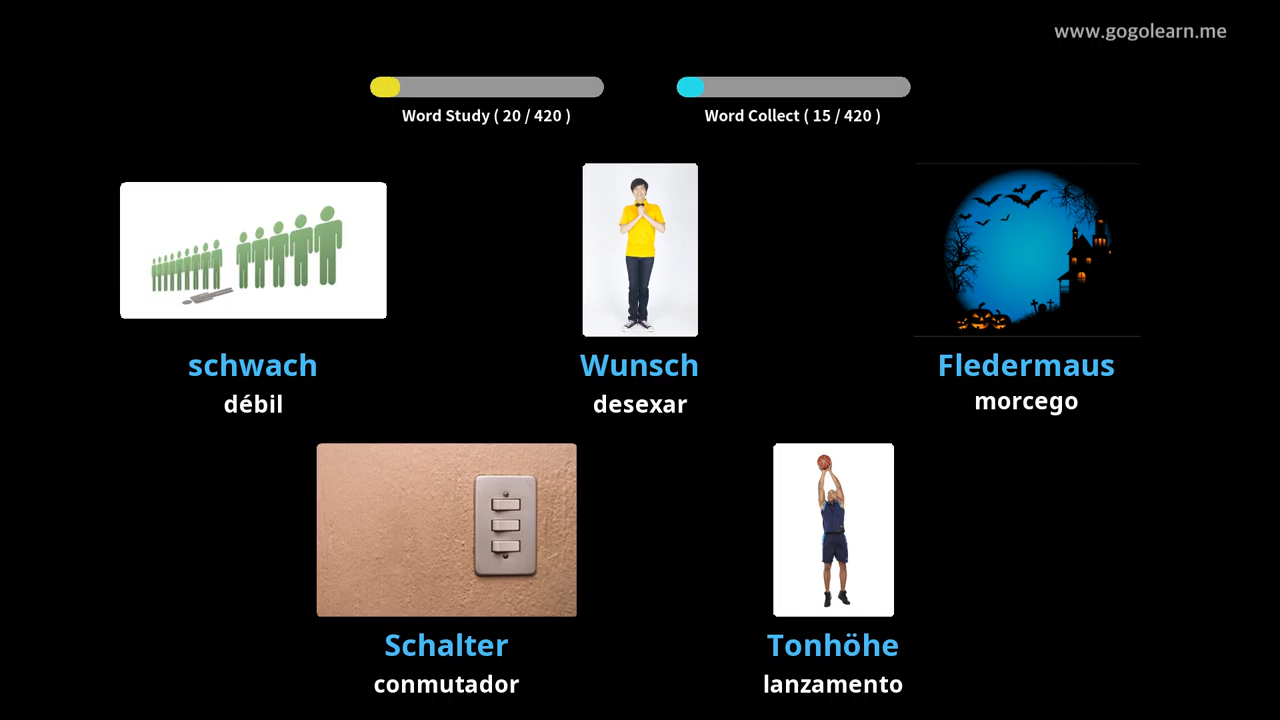 www.gogolearn.me
Word Study ( 20 / 420 )
Word Collect ( 15 / 420 )
schwach
débil
Wunsch
desexar
Fledermaus
morcego
Schalter
conmutador
Tonhöhe
lanzamento